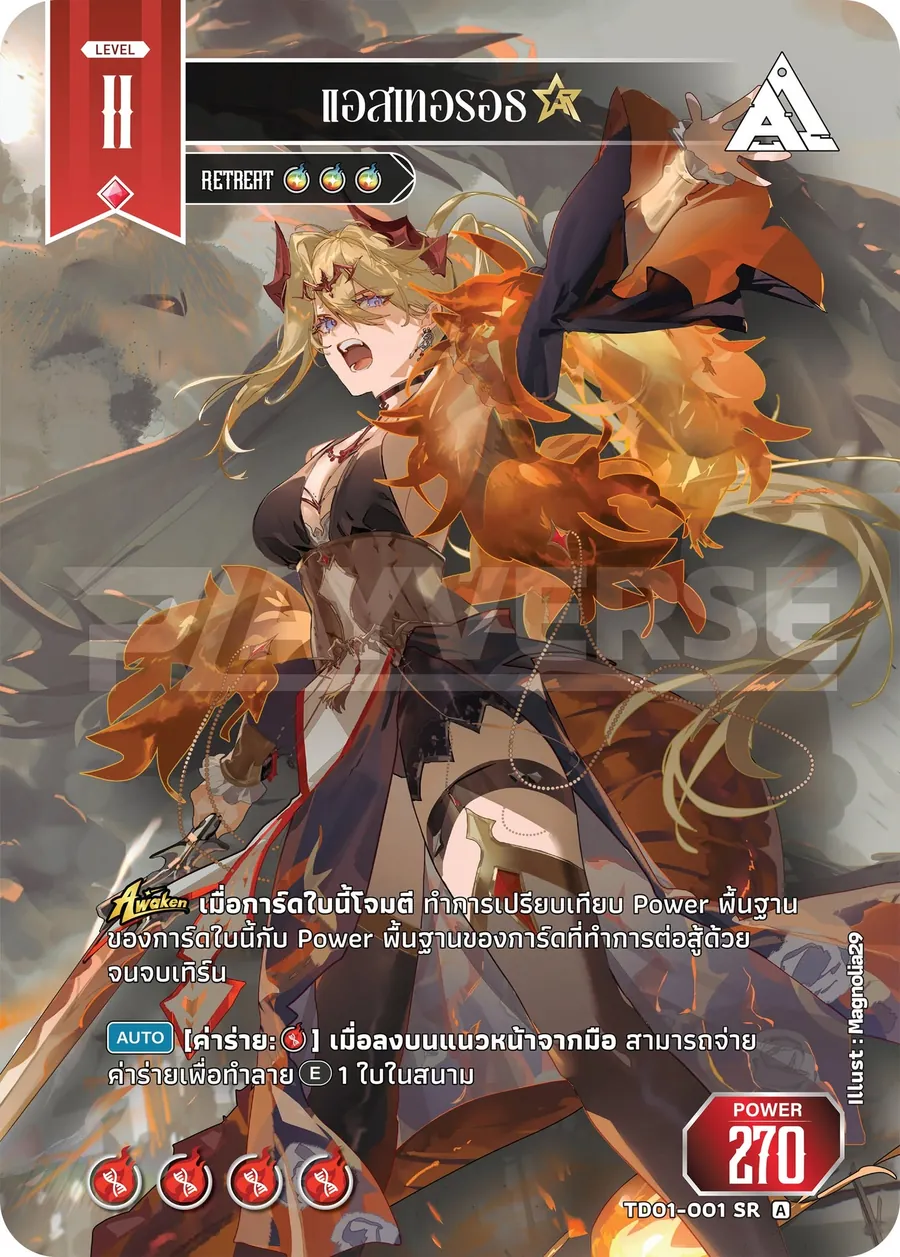 LEVEL
II
แอสเทอรอธ
AR
RETREAT
A
PLAYVERSE
Awaken เมื่อการ์ดใบนี้โจมตี ทำการเปรียบเทียบ Power พื้นฐาน
ของการ์ดใบนี้กับ Power พื้นฐานของการ์ดที่ทำการต่อสู้ด้วย
จนจบเทิร์น
AUTO [ค่าร่าย: ] เมื่อลงบนแนวหน้าจากมือ สามารถจ่าย
ค่าร่ายเพื่อทำลาย E 1 ใบในสนาม
Illust : Magnolia29
POWER
270
TD01-001 SR A